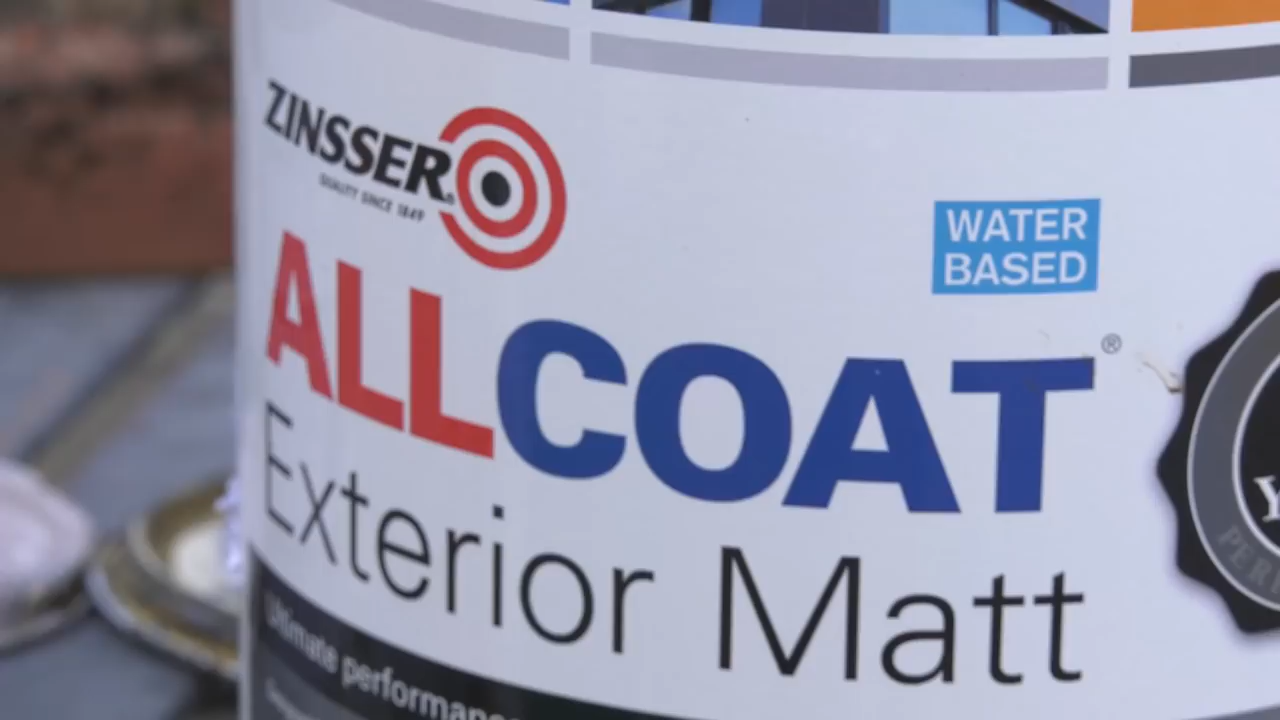 ZINSSER®
QUALITY SINCE 1849
WATER
BASED
ALLCOAT®
Exterior Matt
Ultimate performance